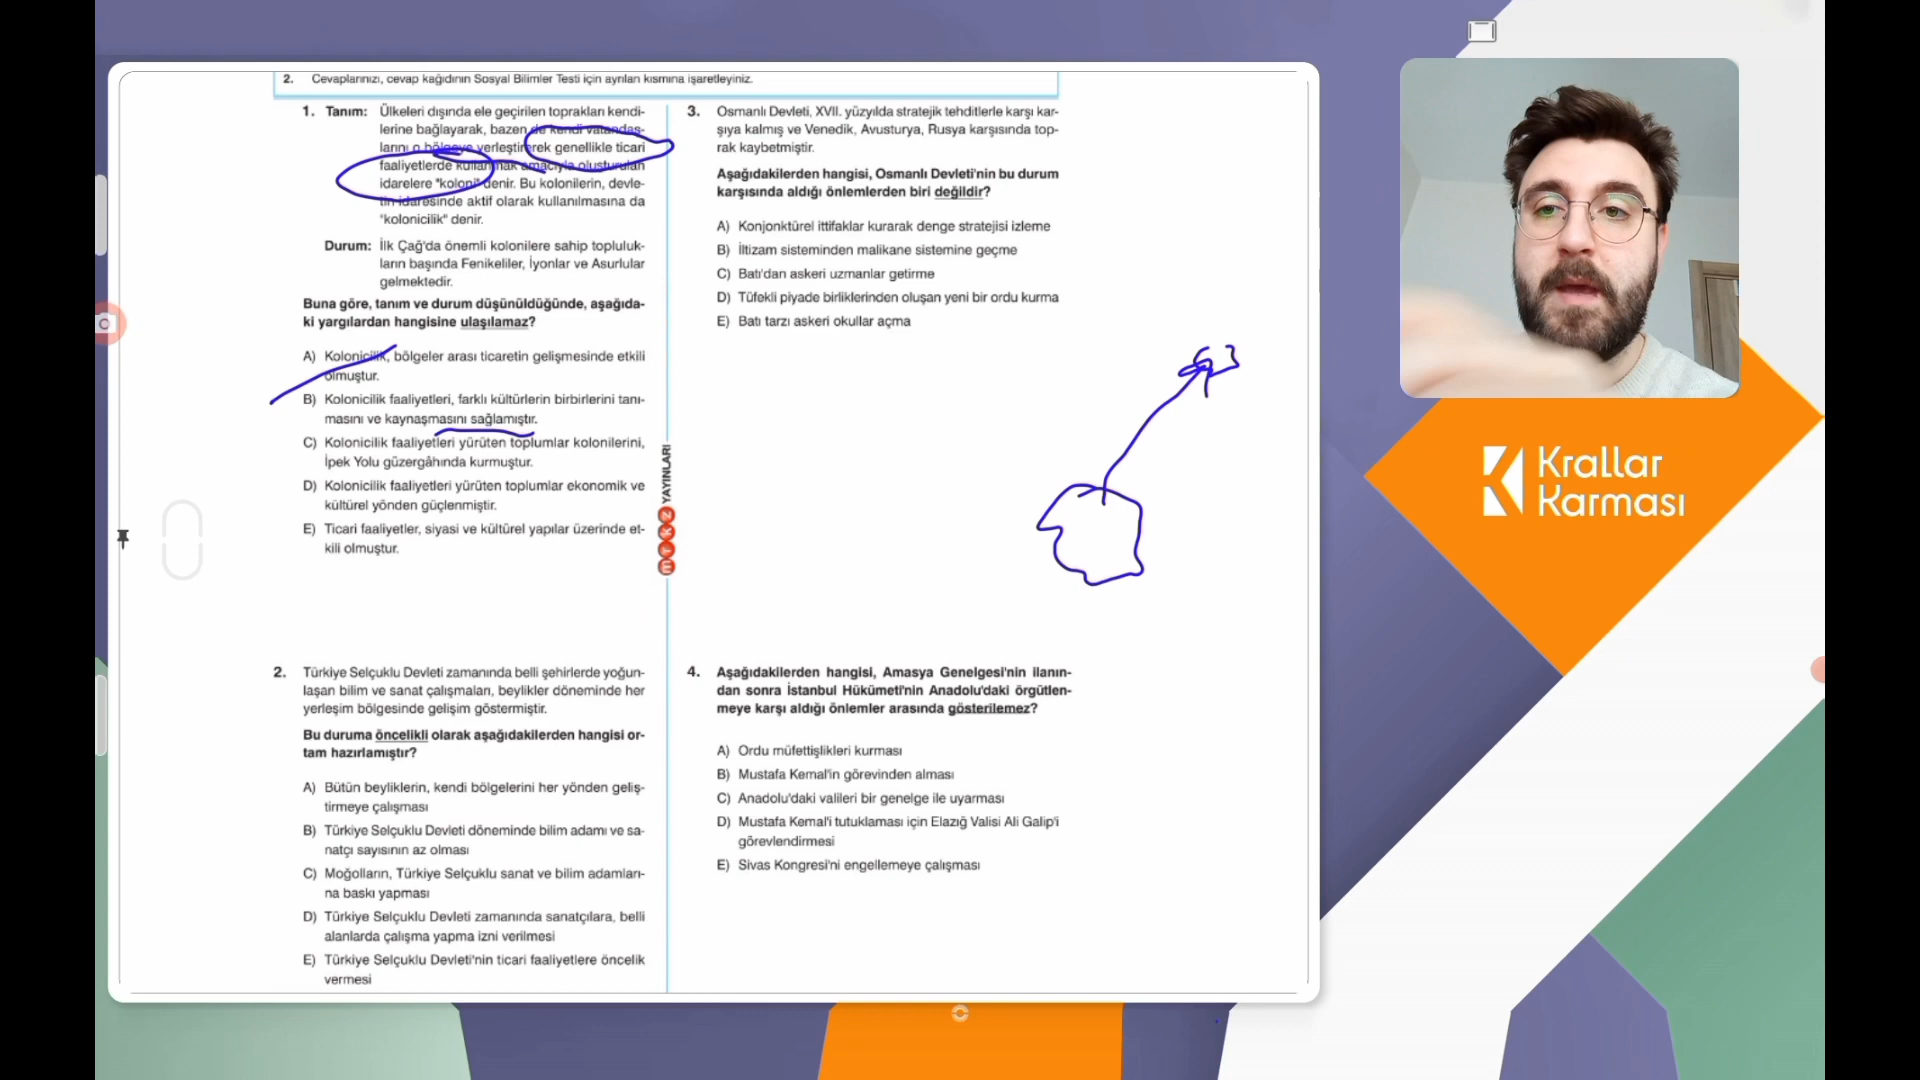 2. Cevaplarınızı, cevap kağıdının Sosyal Bilimler Testi için ayrılan kısmına işaretleyiniz.
1. Tanım: Ülkeleri dışında ele geçirilen toprakları kendi-
lerine bağlayarak, bazen de kendi vatandaş-
larını o bölgeye yerleştirerek genellikle ticari
faaliyetlerde kullanmak amacıyla oluşturulan
idarelere "koloni" denir. Bu kolonilerin, devle-
tin idaresinde aktif olarak kullanılmasına da
"kolonicilik" denir.
Durum: İlk Çağ'da önemli kolonilere sahip topluluk-
ların başında Fenikeliler, İyonlar ve Asurlular
gelmektedir.
Buna göre, tanım ve durum düşünüldüğünde, aşağıda-
ki yargılardan hangisine ulaşılamaz?
A) Kolonicilik, bölgeler arası ticaretin gelişmesinde etkili
olmuştur.
B) Kolonicilik faaliyetleri, farklı kültürlerin birbirlerini tanı-
masını ve kaynaşmasını sağlamıştır.
C) Kolonicilik faaliyetleri yürüten toplumlar kolonilerini,
İpek Yolu güzergâhında kurmuştur.
D) Kolonicilik faaliyetleri yürüten toplumlar ekonomik ve
kültürel yönden güçlenmiştir.
E) Ticari faaliyetler, siyasi ve kültürel yapılar üzerinde et-
kili olmuştur.
2. Türkiye Selçuklu Devleti zamanında belli şehirlerde yoğun-
laşan bilim ve sanat çalışmaları, beylikler döneminde her
yerleşim bölgesinde gelişim göstermiştir.
Bu duruma öncelikli olarak aşağıdakilerden hangisi or-
tam hazırlamıştır?
A) Bütün beyliklerin, kendi bölgelerini her yönden geliş-
tirmeye çalışması
B) Türkiye Selçuklu Devleti döneminde bilim adamı ve sa-
natçı sayısının az olması
C) Moğolların, Türkiye Selçuklu sanat ve bilim adamları-
na baskı yapması
D) Türkiye Selçuklu Devleti zamanında sanatçılara, belli
alanlarda çalışma yapma izni verilmesi
E) Türkiye Selçuklu Devleti'nin ticari faaliyetlere öncelik
vermesi
mrkz YAYINLARI
3. Osmanlı Devleti, XVII. yüzyılda stratejik tehditlerle karşı kar-
şıya kalmış ve Venedik, Avusturya, Rusya karşısında top-
rak kaybetmiştir.
Aşağıdakilerden hangisi, Osmanlı Devleti'nin bu durum
karşısında aldığı önlemlerden biri değildir?
A) Konjonktürel ittifaklar kurarak denge stratejisi izleme
B) İltizam sisteminden malikane sistemine geçme
C) Batı'dan askeri uzmanlar getirme
D) Tüfekli piyade birliklerinden oluşan yeni bir ordu kurma
E) Batı tarzı askeri okullar açma
4. Aşağıdakilerden hangisi, Amasya Genelgesi'nin ilanın-
dan sonra İstanbul Hükümeti'nin Anadolu'daki örgütlen-
meye karşı aldığı önlemler arasında gösterilemez?
A) Ordu müfettişlikleri kurması
B) Mustafa Kemal'in görevinden alması
C) Anadolu'daki valileri bir genelge ile uyarması
D) Mustafa Kemal'i tutuklaması için Elazığ Valisi Ali Galip'i
görevlendirmesi
E) Sivas Kongresi'ni engellemeye çalışması
Krallar
Karması